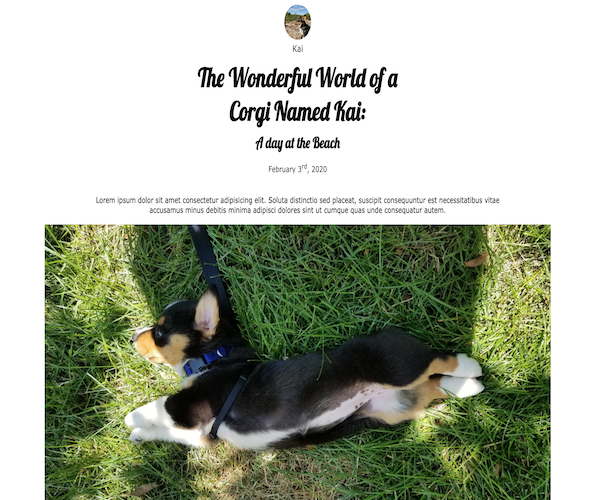 Kai
The Wonderful World of a
Corgi Named Kai:
A day at the Beach
February 3rd, 2020
Lorem ipsum dolor sit amet consectetur adipisicing elit. Soluta distinctio sed placeat, suscipit consequuntur est necessitatibus vitae
accusamus minus debitis minima adipisci dolores sint ut cumque quas unde consequatur autem.